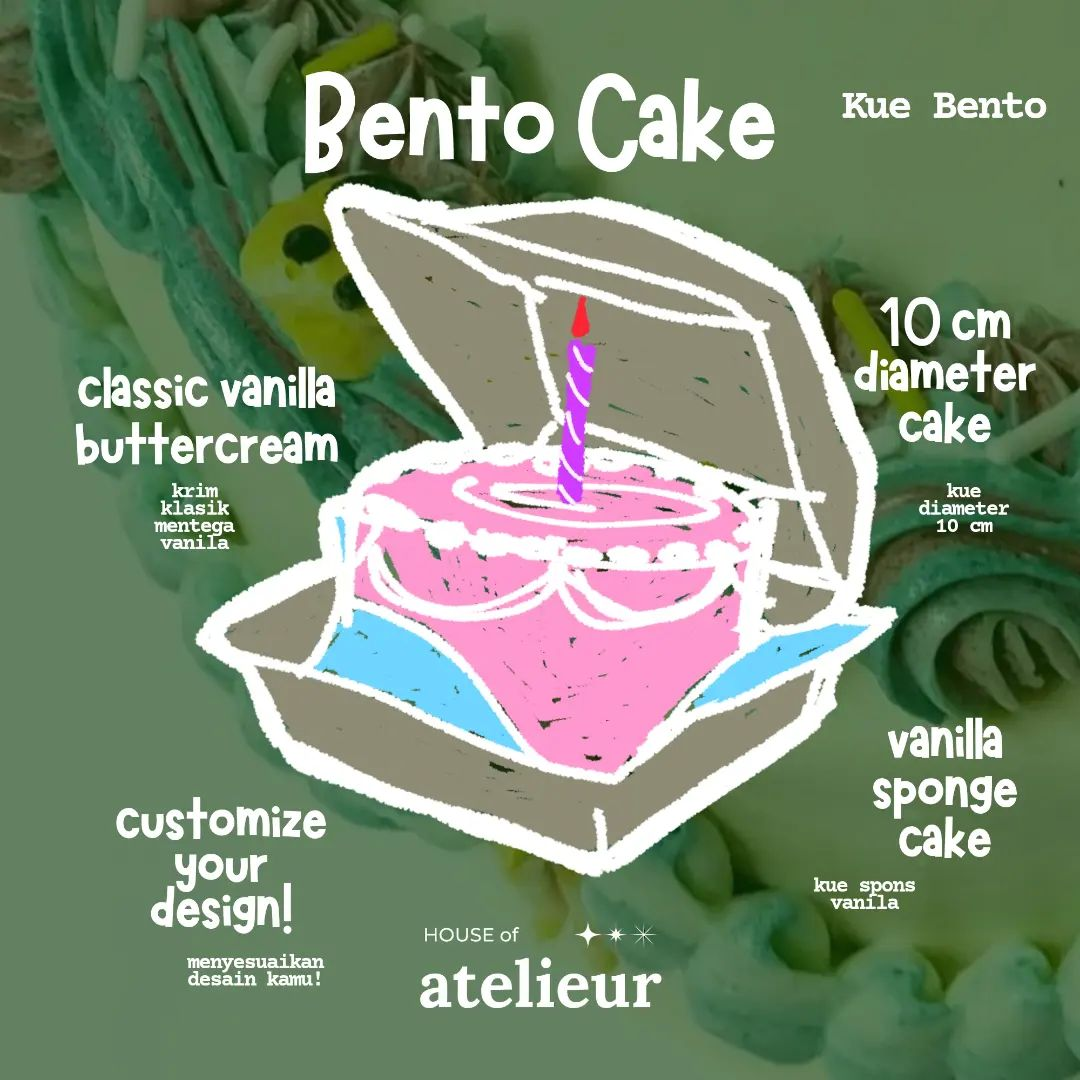 Bento Cake
Kue Bento
10 cm
diameter
cake
kue
diameter
10 cm
classic vanilla
buttercream
krim
klasik
mentega
vanila
vanilla
sponge
cake
kue spons
vanila
customize
your
design!
menyesuaikan
desain kamu!
HOUSE of
atelieur